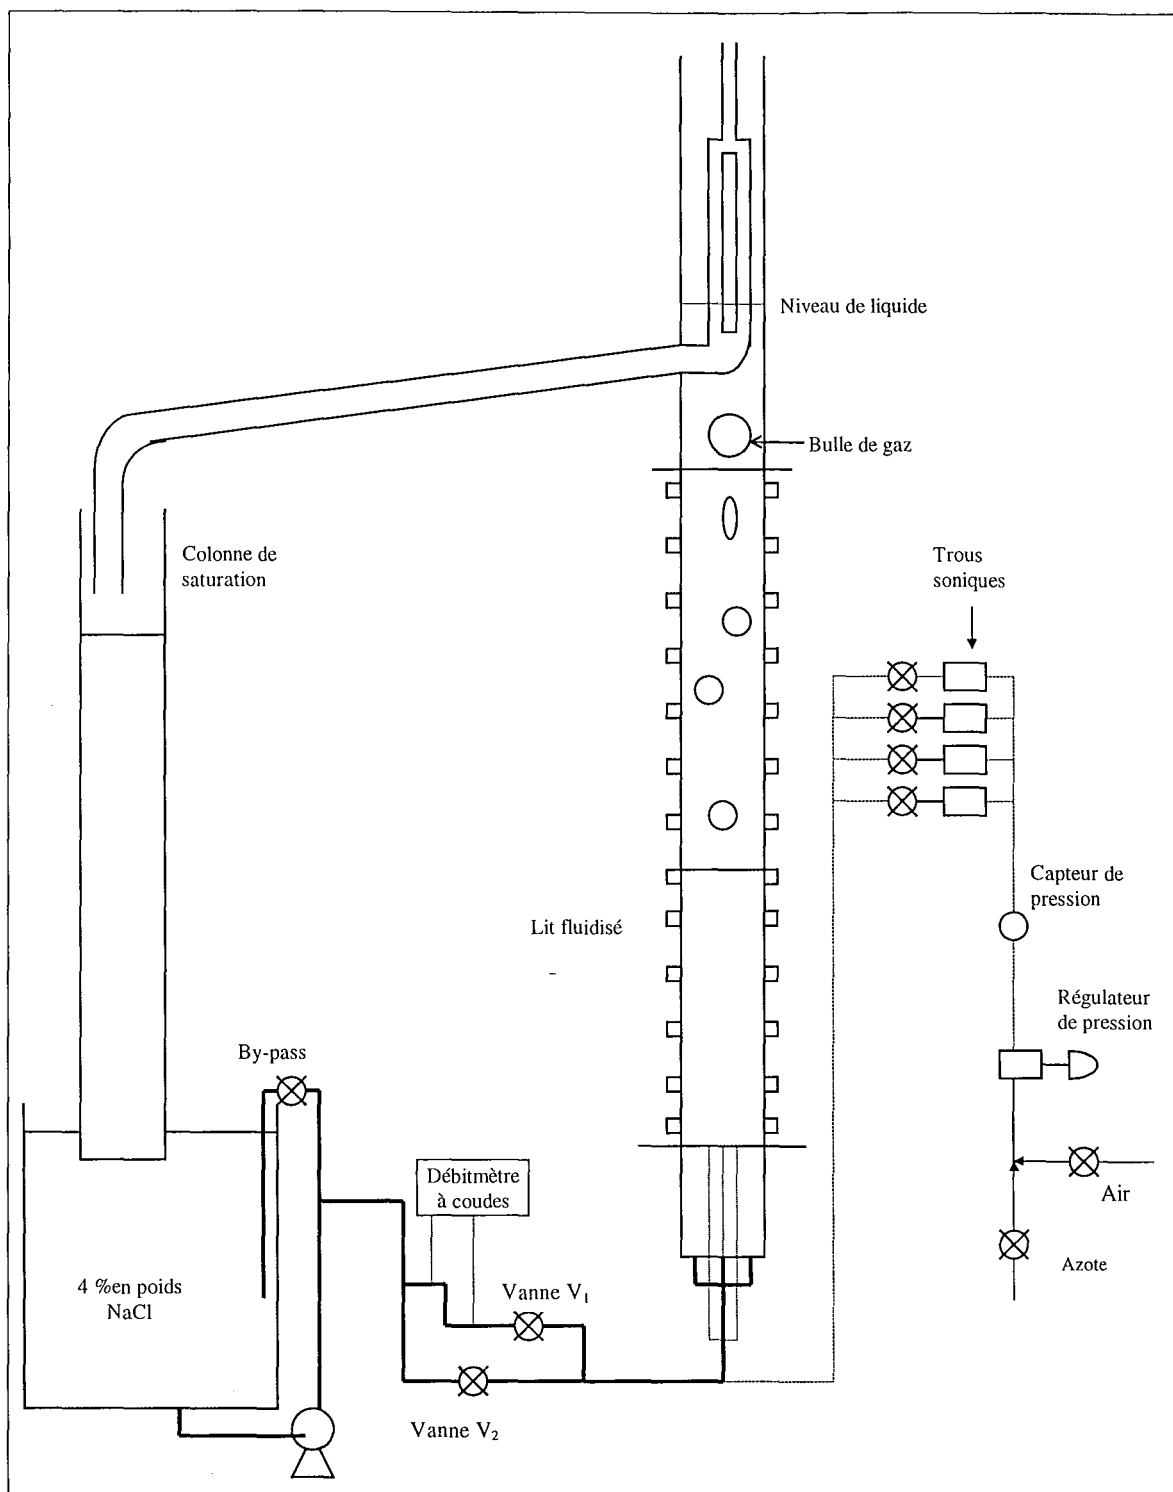 Niveau de liquide
Bulle de gaz
Colonne de
saturation
Trous
soniques
Capteur de
pression
Lit fluidisé
Régulateur
de pression
By-pass
Débitmètre
à coudes
Air
Azote
4 %en poids
NaCl
Vanne V₁
Vanne V₂